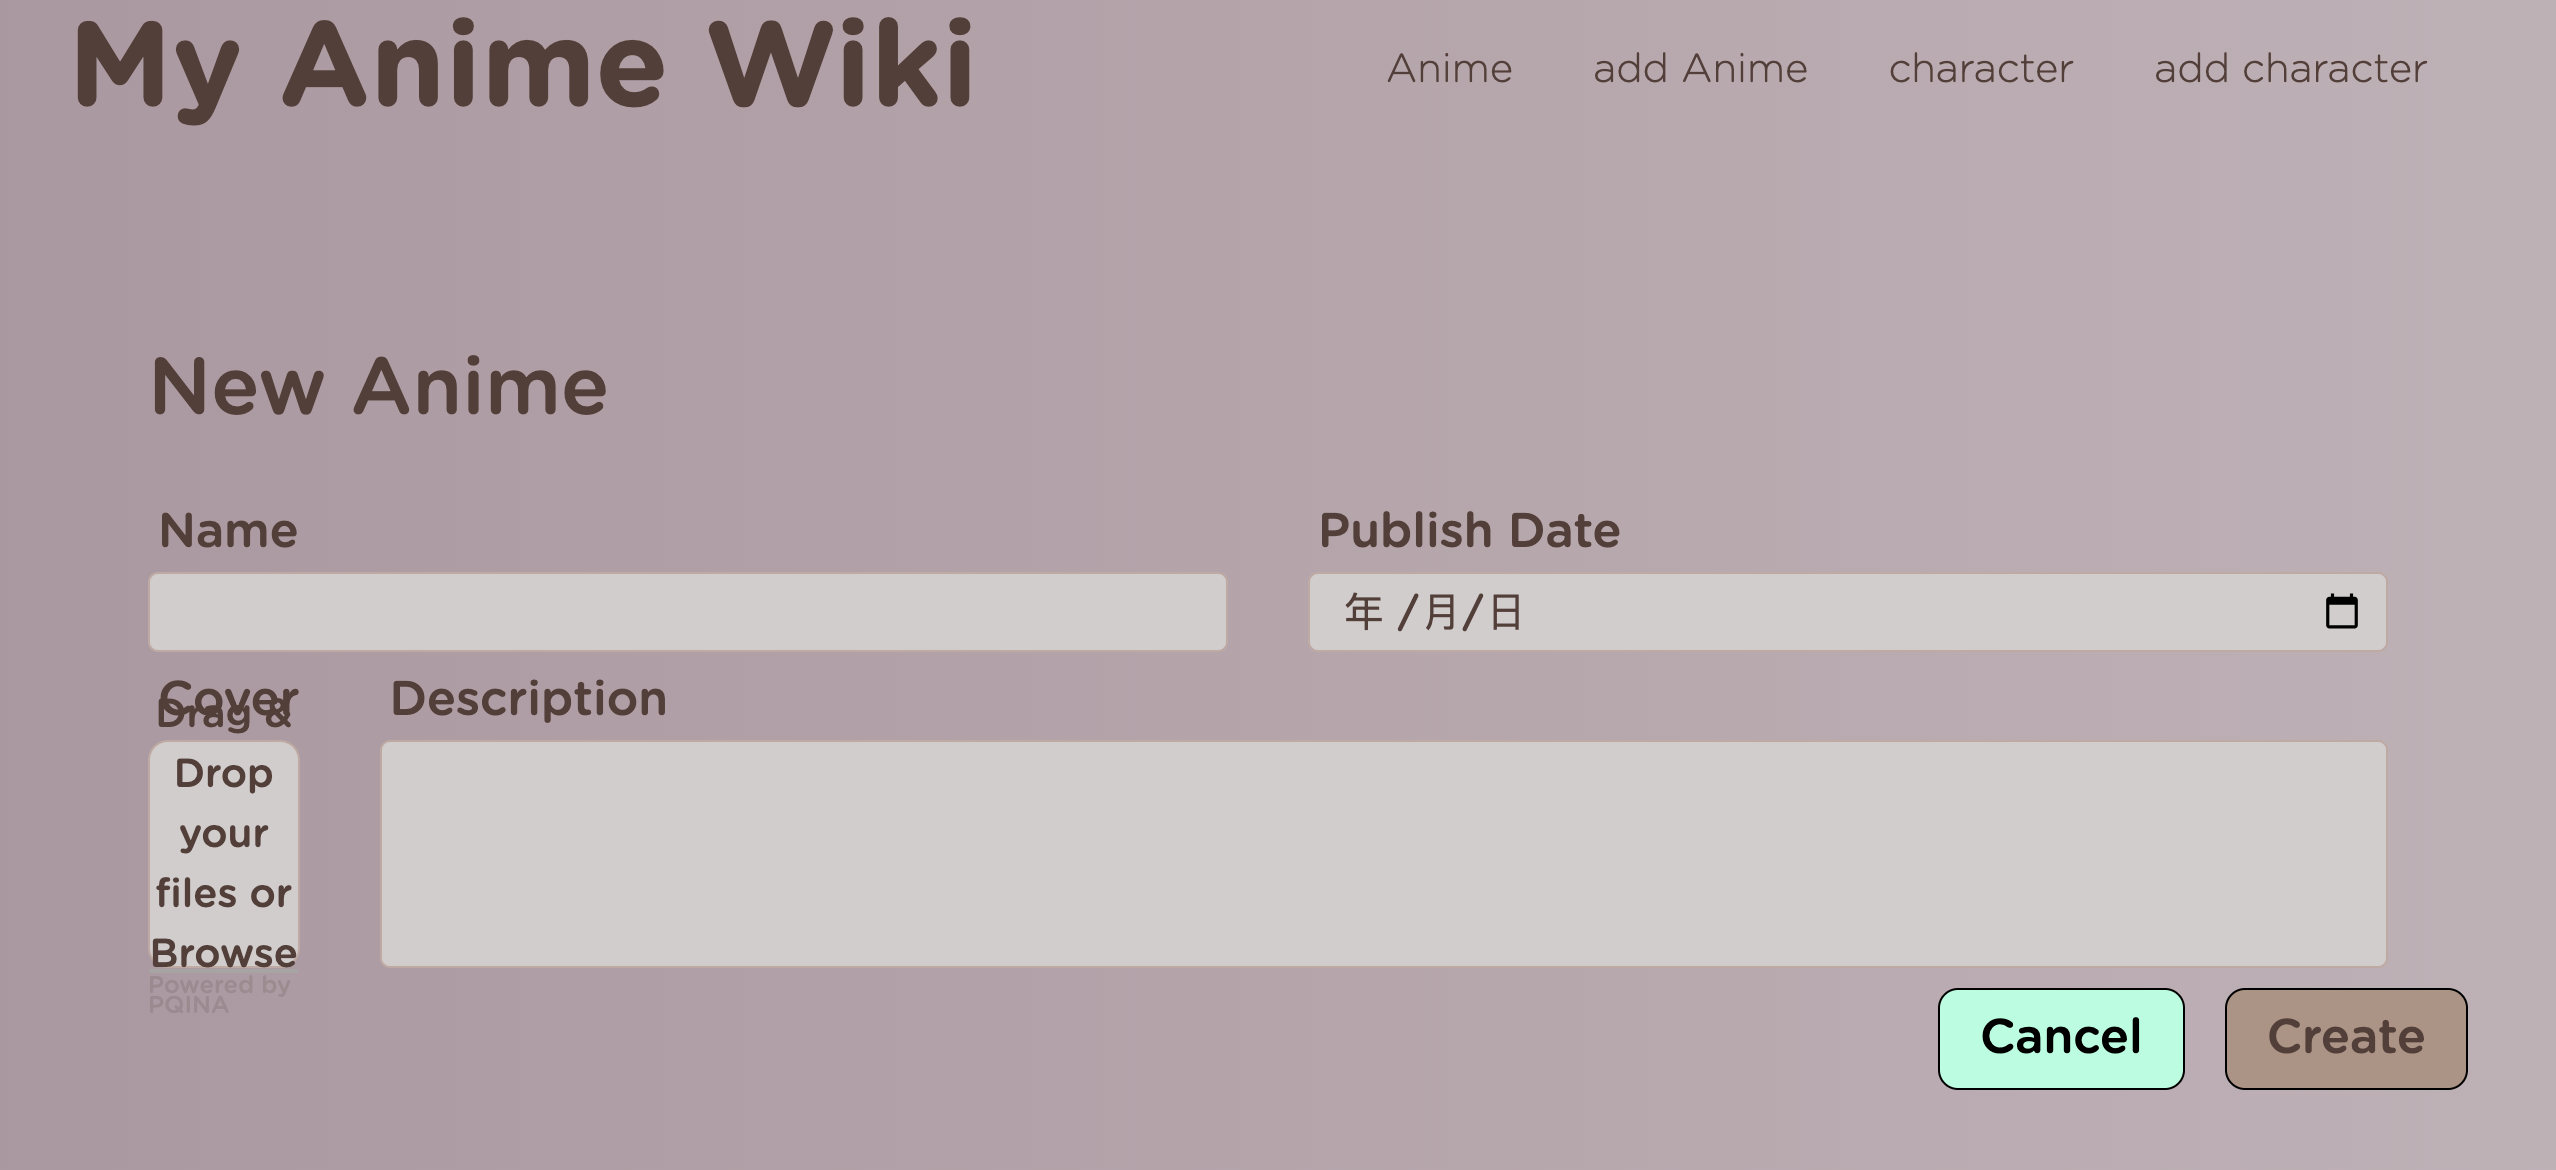 My Anime Wiki
Anime add Anime character add character
New Anime
Name
Publish Date
年 /月/日
Cover
Drag &
Drop
your
files or
Browse
Powered by
PQINA
Description
Cancel
Create